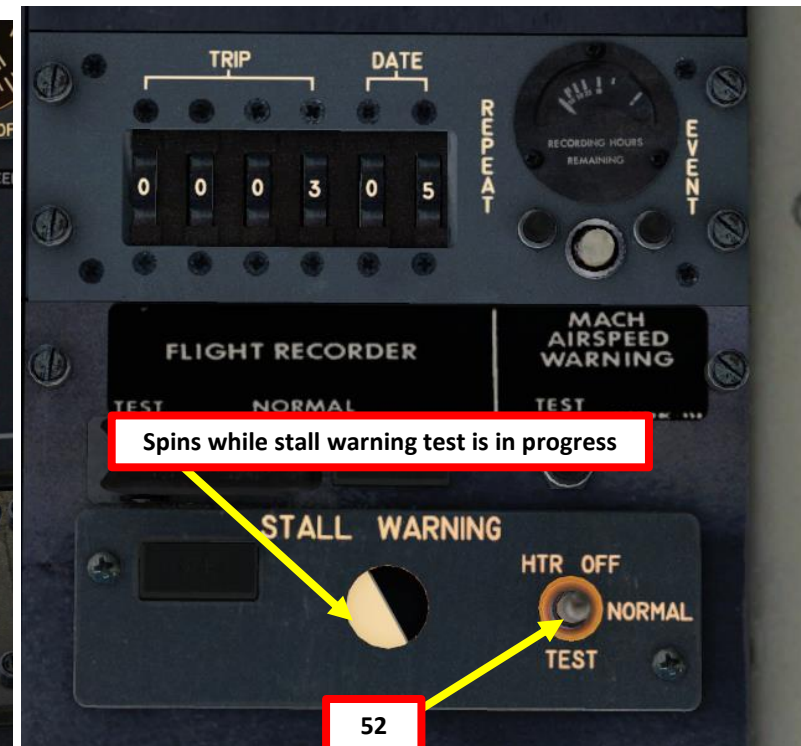 TRIP DATE
0 0 0 3 0 5
REPEAT
RECORDING HOURS
REMAINING
EVENT
FLIGHT RECORDER
MACH
AIRSPEED
WARNING
TEST NORMAL
TEST
Spins while stall warning test is in progress
STALL WARNING
HTR OFF
NORMAL
TEST
52